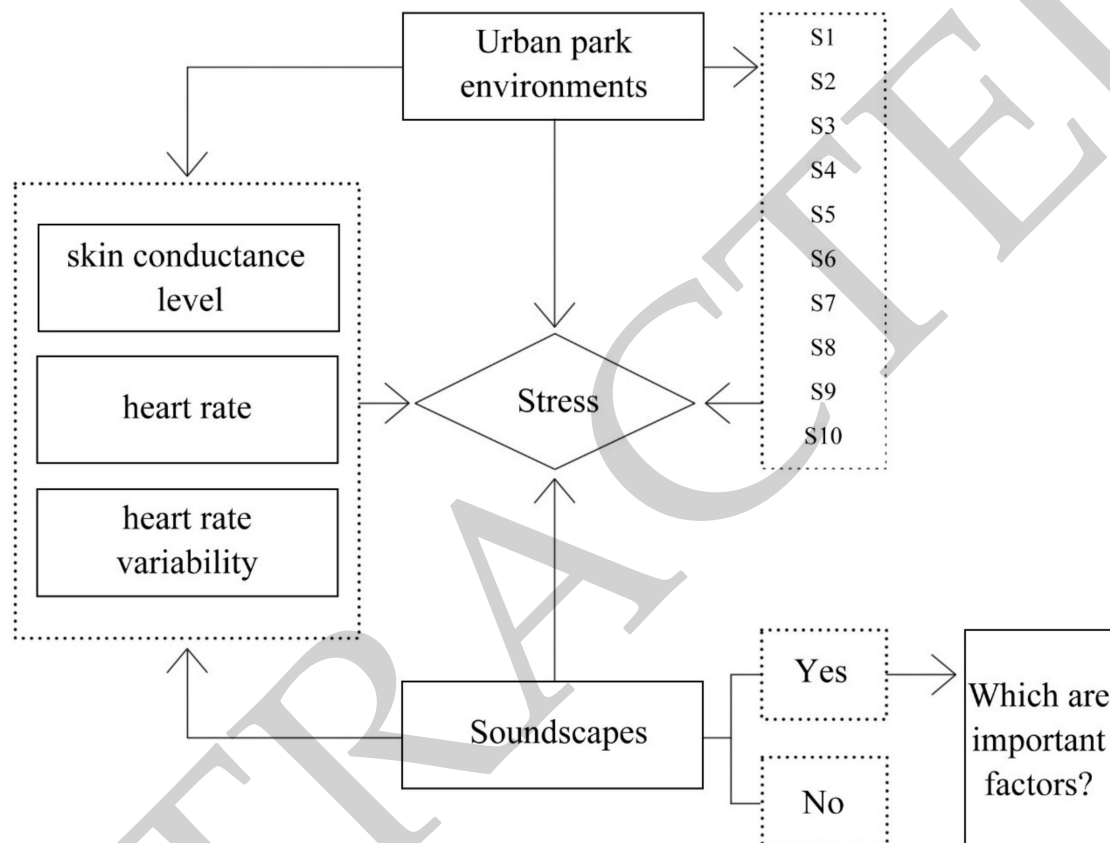 Urban park
environments
S1
S2
S3
S4
S5
S6
S7
S8
S9
S10
skin conductance
level
heart rate
heart rate
variability
Stress
Soundscapes
Yes
No
Which are
important
factors?
TRACTE